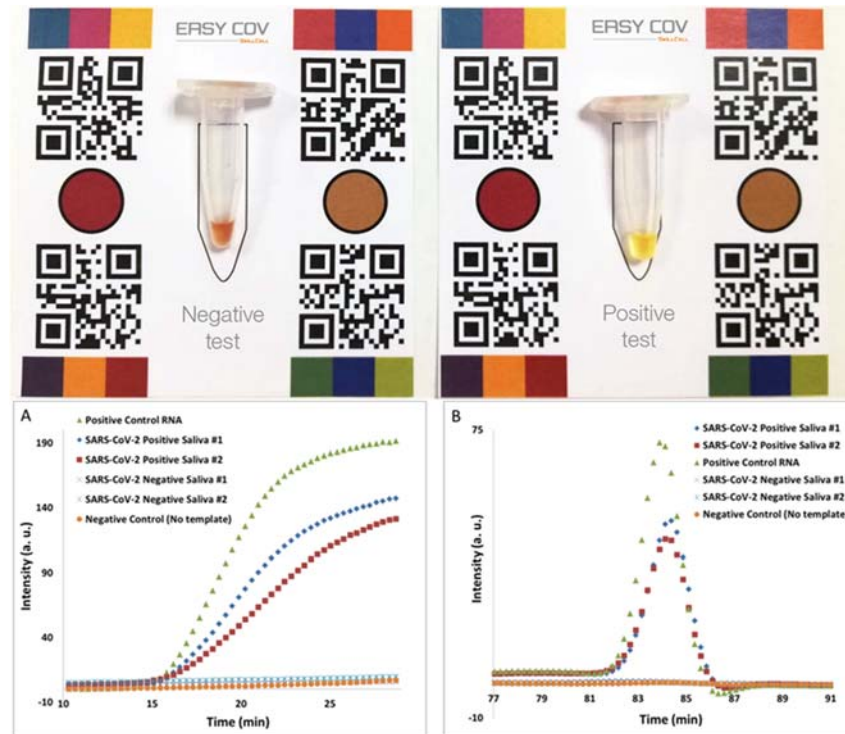 EASY COV
SKILLCELL
EASY COV
SKILLCELL
Negative
test
Positive
test
A
Positive Control RNA
SARS-CoV-2 Positive Saliva #1
SARS-CoV-2 Positive Saliva #2
SARS-CoV-2 Negative Saliva #1
SARS-CoV-2 Negative Saliva #2
Negative Control (No template)
190
140
90
40
-10
10
15
20
25
Intensity (a. u.)
Time (min)
B
SARS-CoV-2 Positive Saliva #1
SARS-CoV-2 Positive Saliva #2
Positive Control RNA
SARS-CoV-2 Negative Saliva #1
SARS-CoV-2 Negative Saliva #2
Negative Control (No template
75
-10
77
79
81
83
85
87
89
91
Intensity (a. u.)
Time (min)